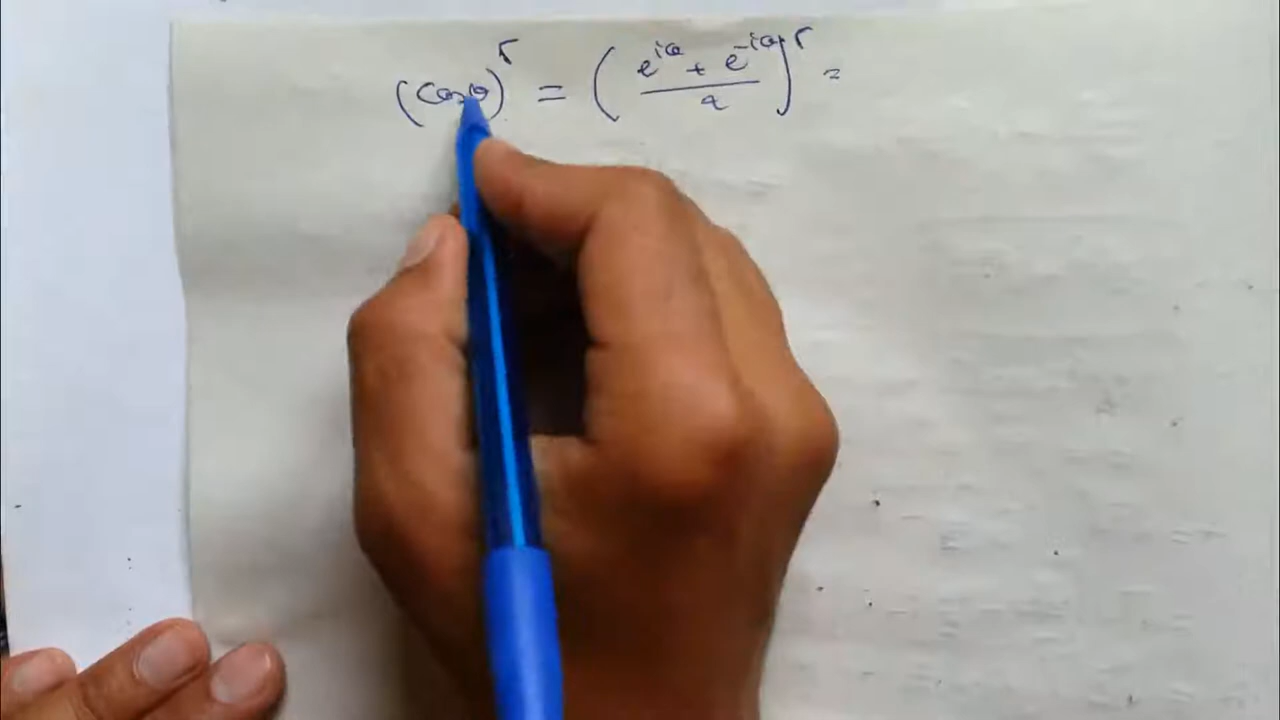 (cosθ)^r = ( (e^{iθ} + e^{-iθ}) / 2 )^r =